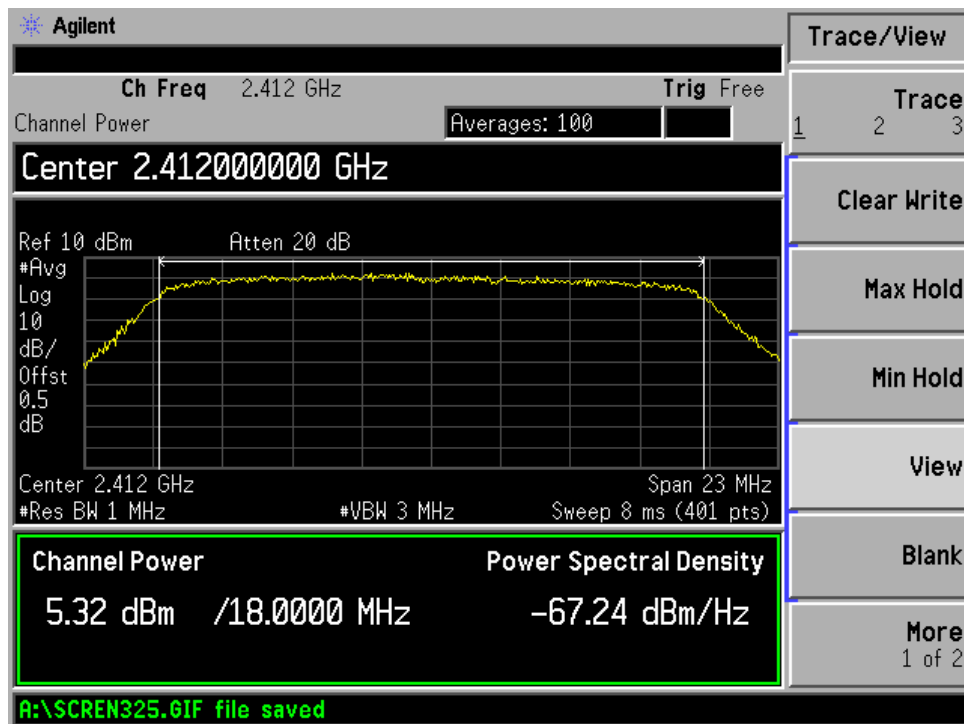 Agilent
Ch Freq 2.412 GHz Trig Free
Channel Power Averages: 100
Center 2.412000000 GHz
Ref 10 dBm Atten 20 dB
#Avg
Log
10
dB/
Offst
0.5
dB
Center 2.412 GHz Span 23 MHz
#Res BW 1 MHz #VBW 3 MHz Sweep 8 ms (401 pts)
Channel Power Power Spectral Density
5.32 dBm /18.0000 MHz -67.24 dBm/Hz
A:\SCREN325.GIF file saved
Trace/View
Trace
1 2 3
Clear Write
Max Hold
Min Hold
View
Blank
More
1 of 2